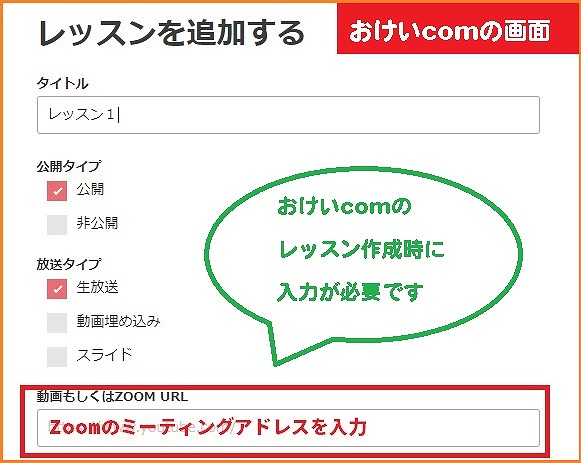 レッスンを追加する
おけいcomの画面
タイトル
レッスン１
公開タイプ
公開
非公開
おけいcomの
レッスン作成時に
入力が必要です
放送タイプ
生放送
動画埋め込み
スライド
動画もしくはZOOM URL
Zoomのミーティングアドレスを入力